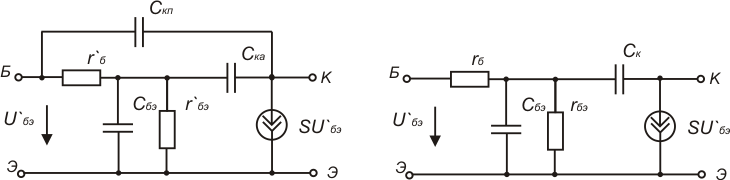 Cкп
Б r`б Cка К
U`бэ Cбэ r`бэ SU`бэ
Э Э
Б rб Cк К
U`бэ Cбэ rбэ SU`бэ
Э Э